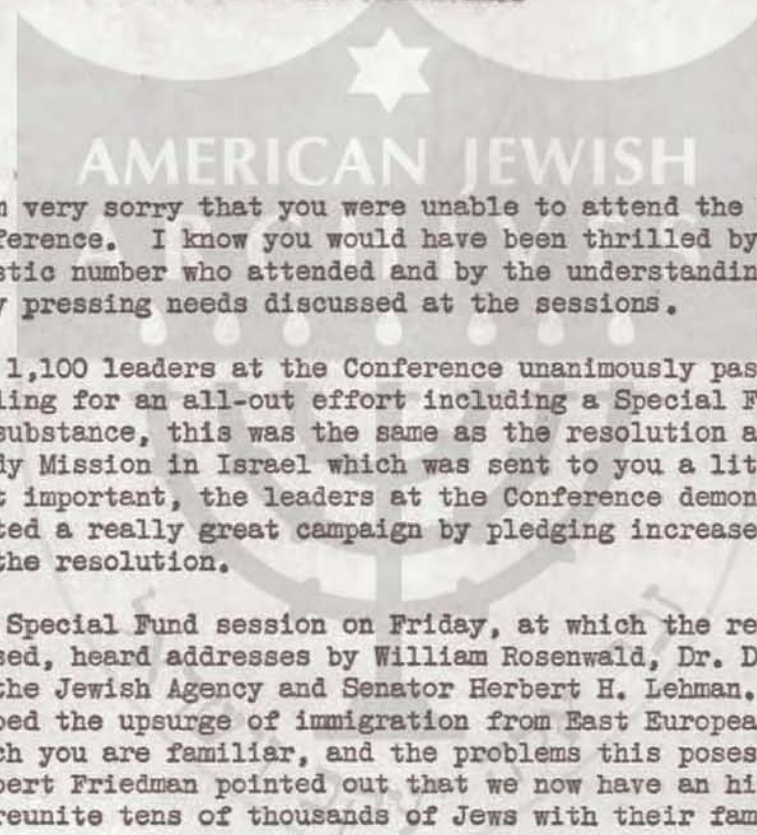 AMERICAN JEWISH
ARCHIVES
very sorry that you were unable to attend the
ference. I know you would have been thrilled by
stic number who attended and by the understandin
pressing needs discussed at the sessions.
1,100 leaders at the Conference unanimously pas
ling for an all-out effort including a Special F
substance, this was the same as the resolution a
dy Mission in Israel which was sent to you a lit
t important, the leaders at the Conference demon
ted a really great campaign by pledging increase
the resolution.
Special Fund session on Friday, at which the re
sed, heard addresses by William Rosenwald, Dr. D
the Jewish Agency and Senator Herbert H. Lehman.
bed the upsurge of immigration from East Europea
ch you are familiar, and the problems this poses
bert Friedman pointed out that we now have an hi
reunite tens of thousands of Jews with their fam